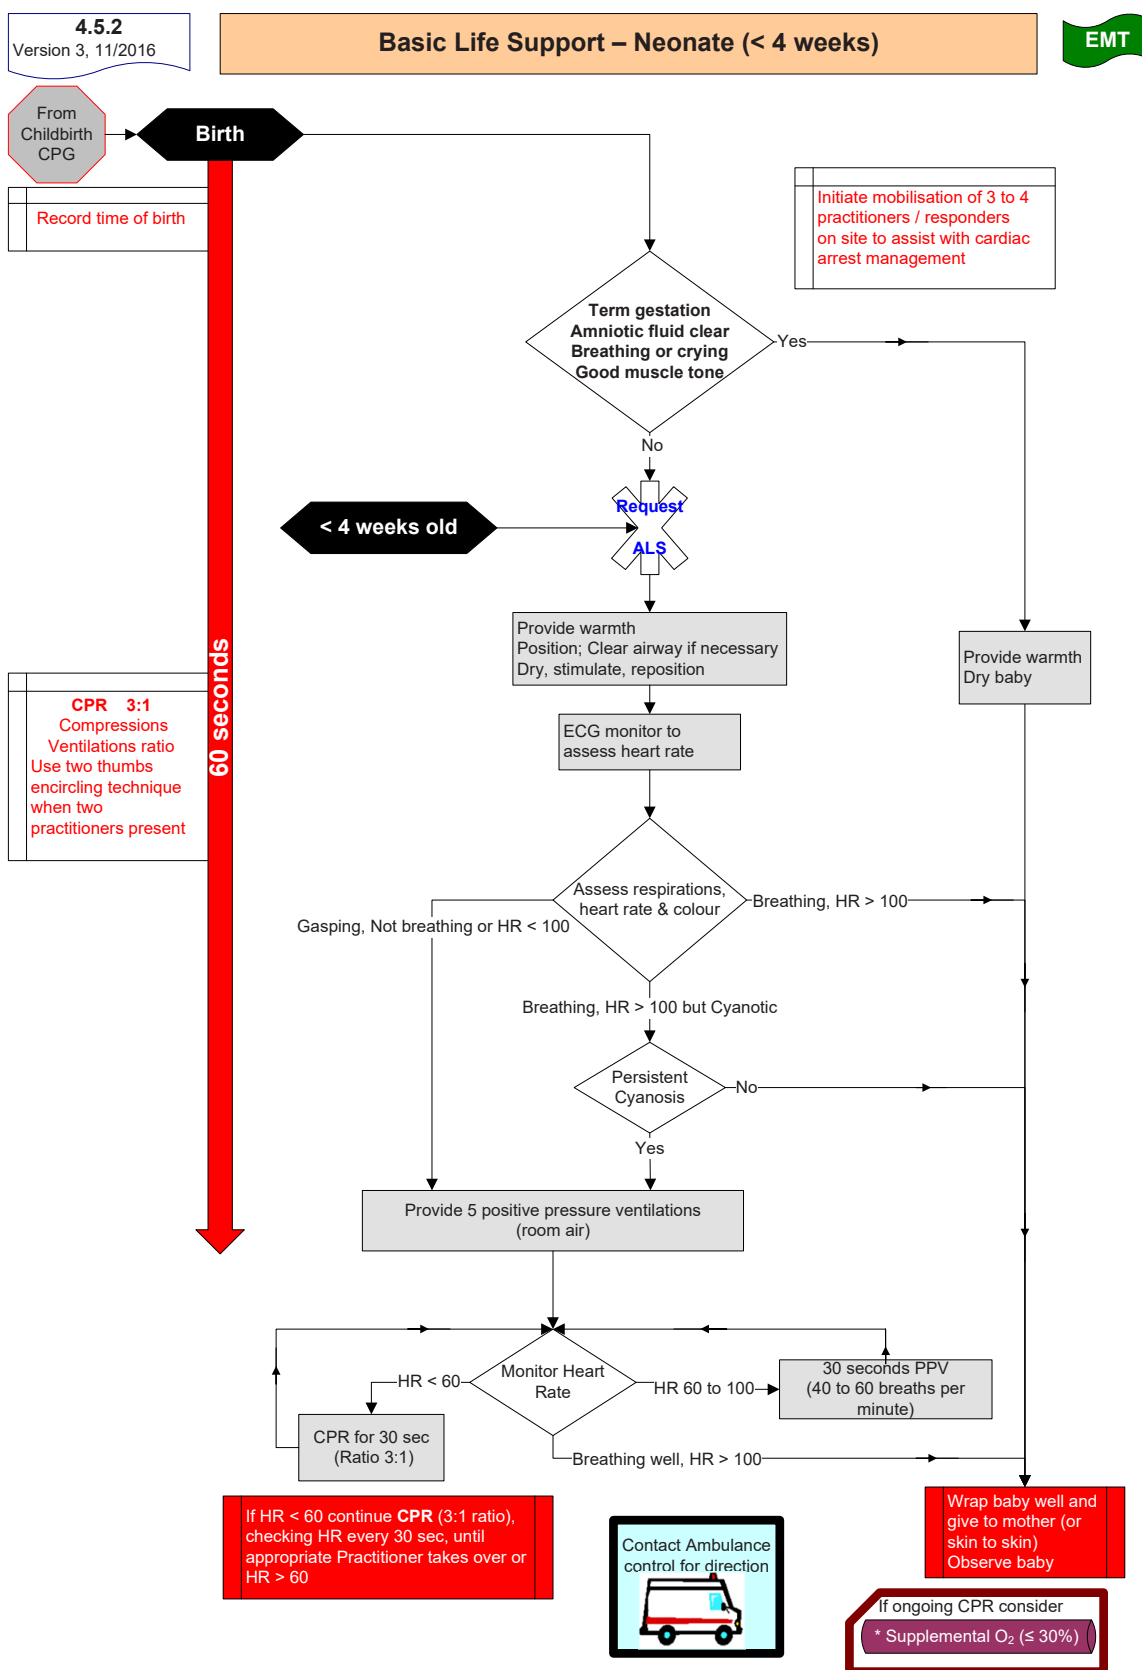 4.5.2
Version 3, 11/2016
Basic Life Support – Neonate (< 4 weeks)
EMT
From
Childbirth
CPG
Birth
Record time of birth
Initiate mobilisation of 3 to 4
practitioners / responders
on site to assist with cardiac
arrest management
Term gestation
Amniotic fluid clear
Breathing or crying
Good muscle tone
Yes
No
< 4 weeks old
Request
ALS
Provide warmth
Position; Clear airway if necessary
Dry, stimulate, reposition
Provide warmth
Dry baby
60 seconds
CPR 3:1
Compressions
Ventilations ratio
Use two thumbs
encircling technique
when two
practitioners present
ECG monitor to
assess heart rate
Assess respirations,
heart rate & colour
Breathing, HR > 100
Gasping, Not breathing or HR < 100
Breathing, HR > 100 but Cyanotic
Persistent
Cyanosis
No
Yes
Provide 5 positive pressure ventilations
(room air)
Monitor Heart
Rate
HR < 60
HR 60 to 100
30 seconds PPV
(40 to 60 breaths per
minute)
CPR for 30 sec
(Ratio 3:1)
Breathing well, HR > 100
If HR < 60 continue CPR (3:1 ratio),
checking HR every 30 sec, until
appropriate Practitioner takes over or
HR > 60
Contact Ambulance
control for direction
Wrap baby well and
give to mother (or
skin to skin)
Observe baby
If ongoing CPR consider
* Supplemental O₂ (≤ 30%)